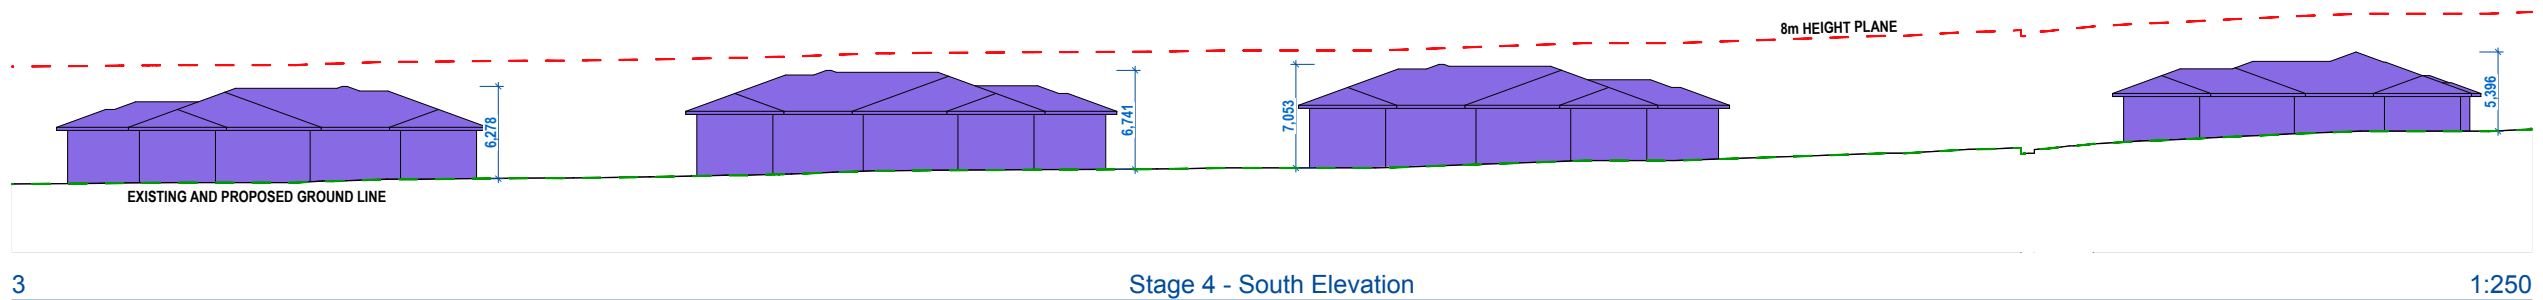 8m HEIGHT PLANE
6,278
6,741
7,053
5,396
EXISTING AND PROPOSED GROUND LINE
3
Stage 4 - South Elevation
1:250